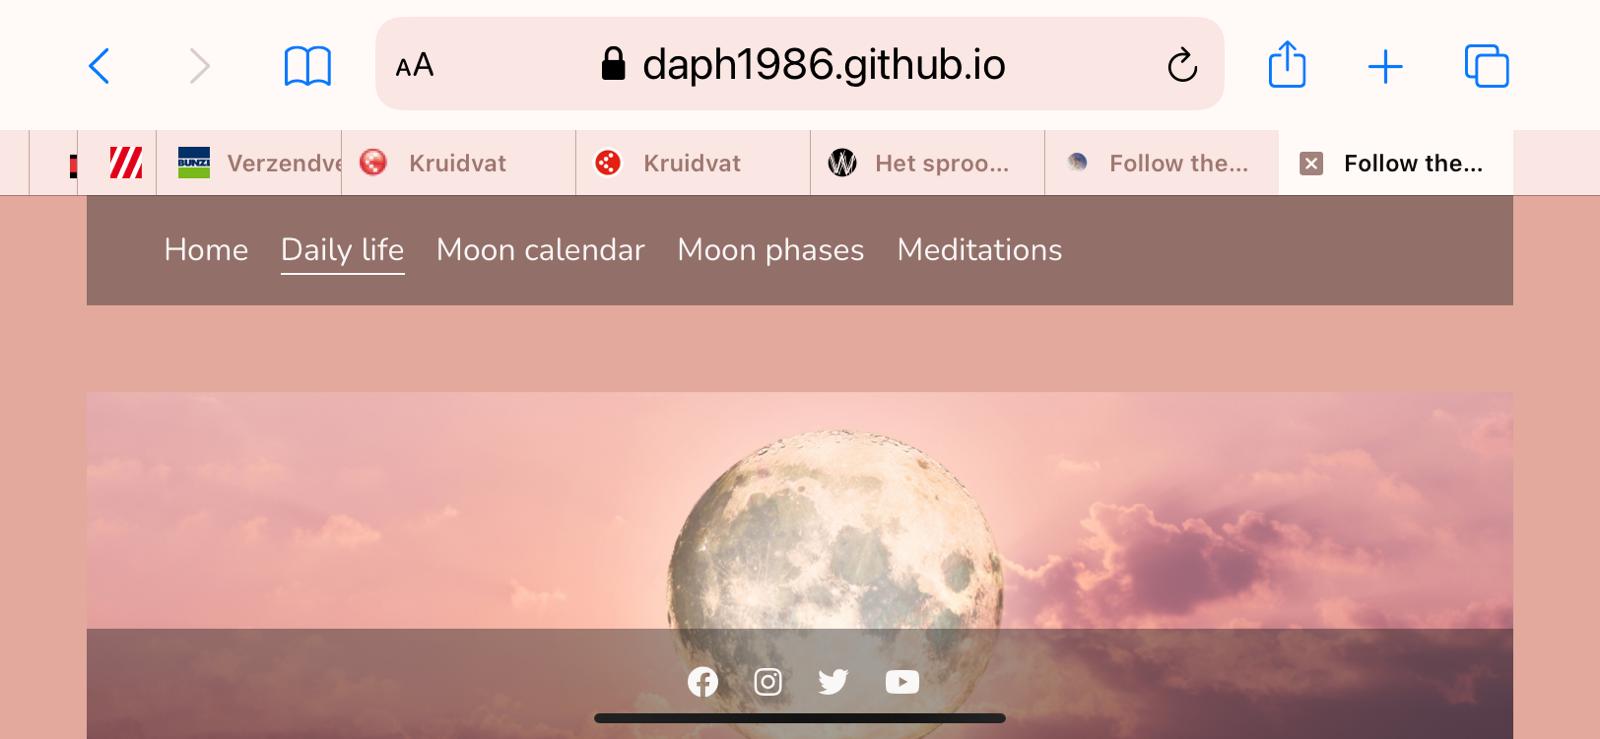 AA daph1986.github.io
BUNZL Verzendve Kruidvat Kruidvat Het sproo... Follow the... Follow the...
Home Daily life Moon calendar Moon phases Meditations